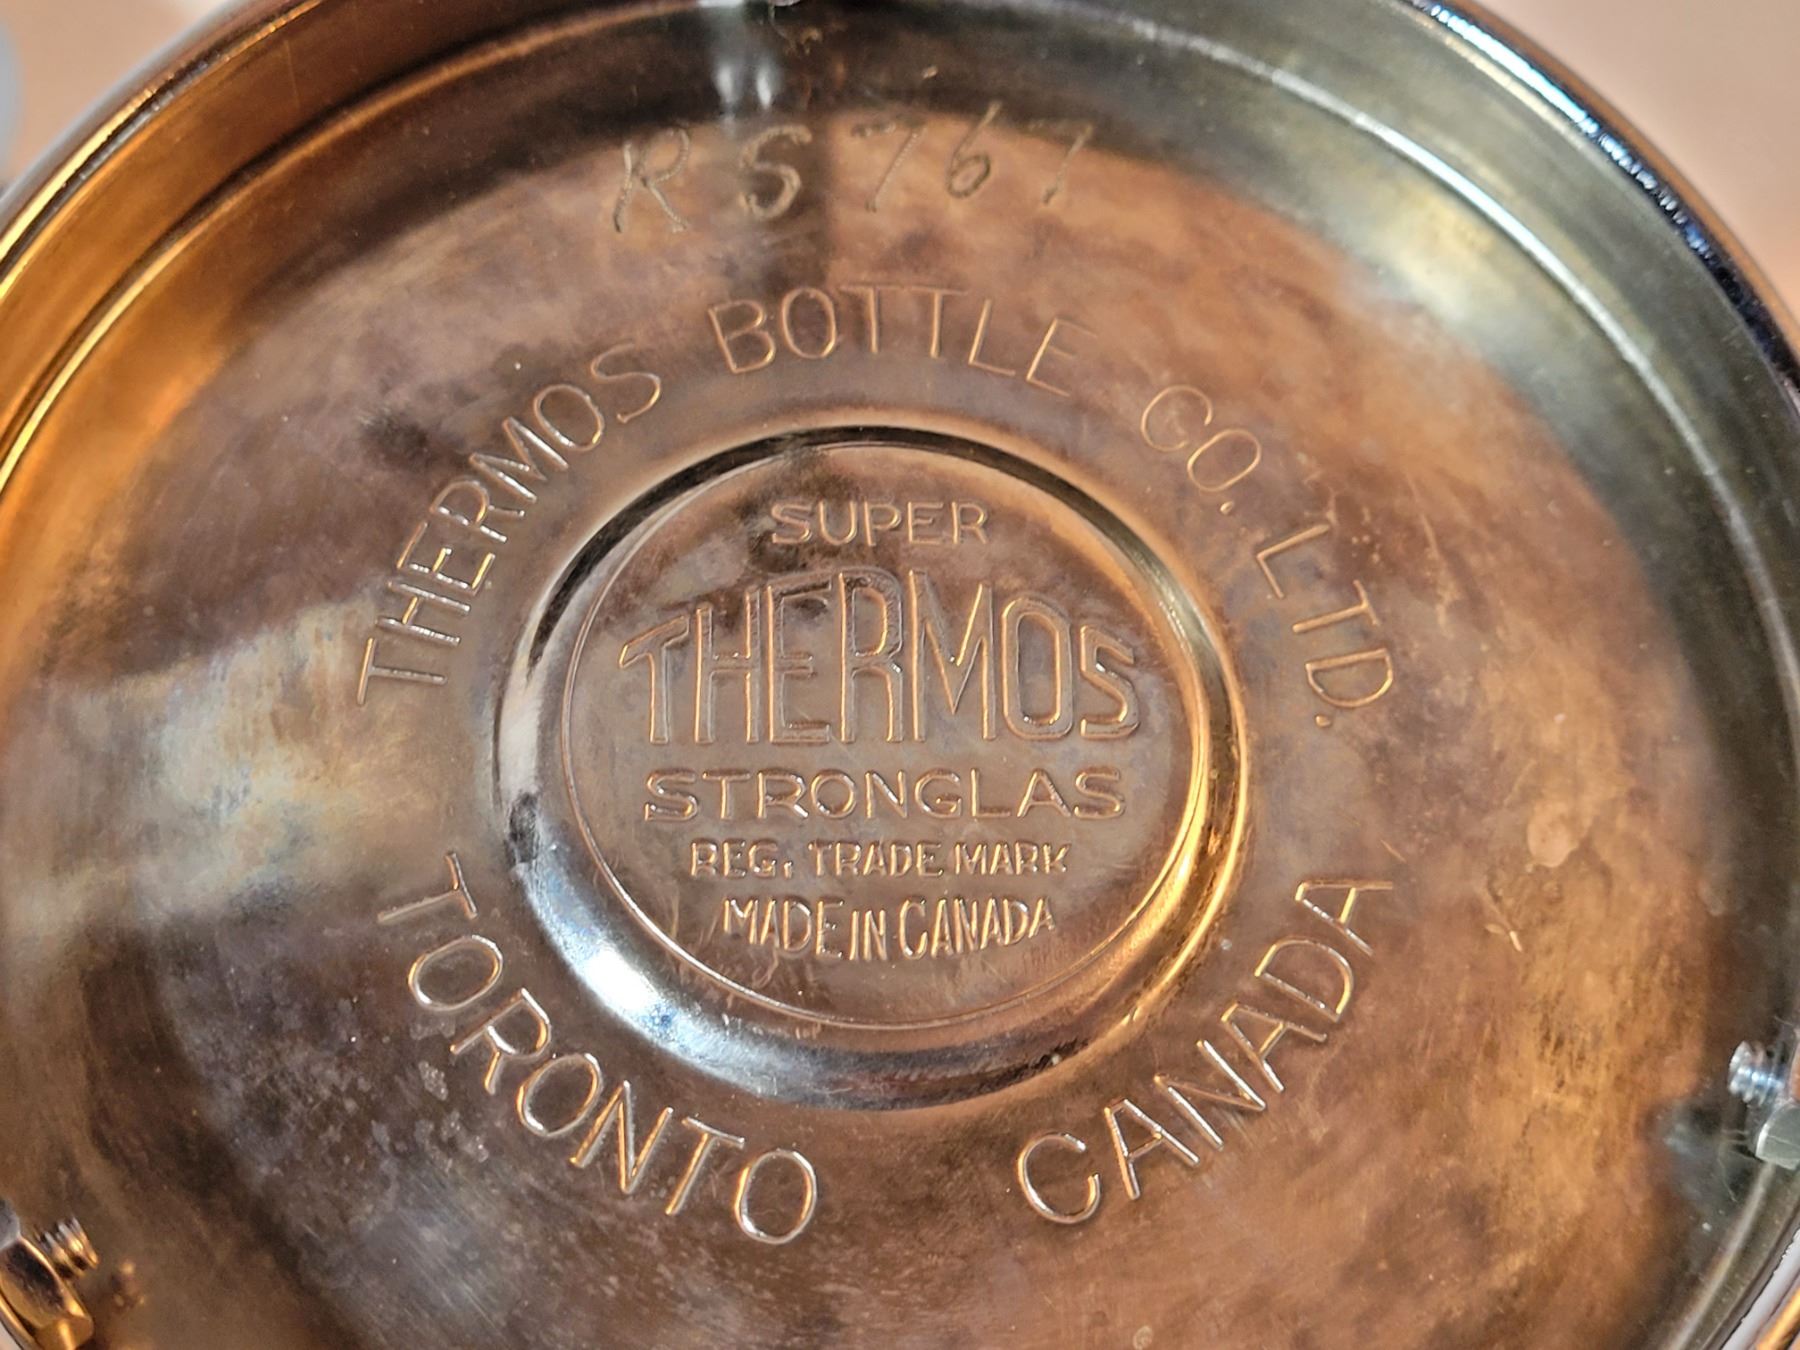 RS767
THERMOS BOTTLE CO. LTD.
SUPER
THERMOS
STRONGLAS
REG. TRADE MARK
MADE IN CANADA
TORONTO CANADA